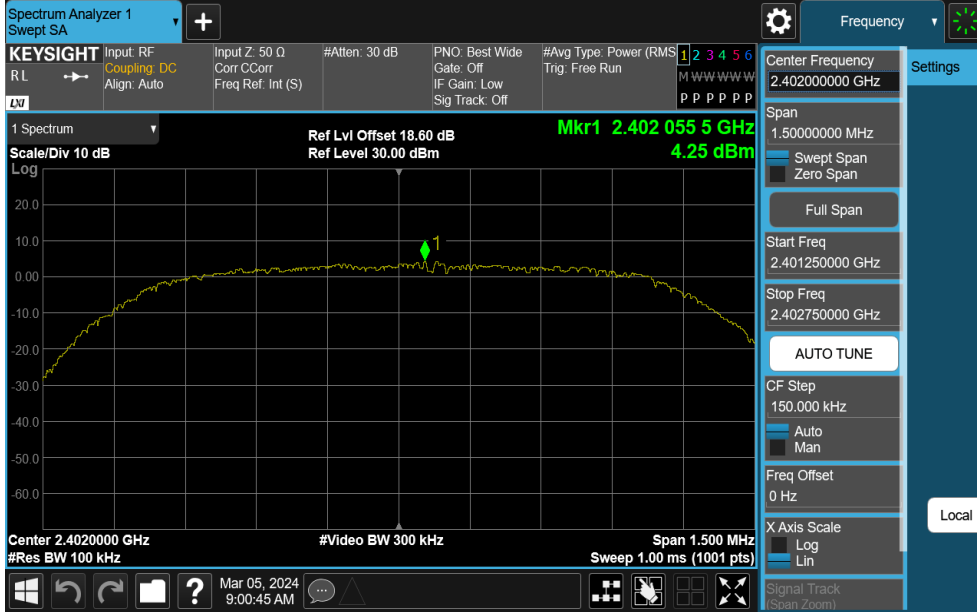 Spectrum Analyzer 1
Swept SA
+
Frequency
KEYSIGHT
R L
LXI
Input: RF
Coupling: DC
Align: Auto
Input Z: 50 Ω
Corr CCorr
Freq Ref: Int (S)
#Atten: 30 dB
PNO: Best Wide
Gate: Off
IF Gain: Low
Sig Track: Off
#Avg Type: Power (RMS
Trig: Free Run
1 2 3 4 5 6
M W W W W W
P P P P P P
1 Spectrum
Scale/Div 10 dB
Log
Ref Lvl Offset 18.60 dB
Ref Level 30.00 dBm
Mkr1 2.402 055 5 GHz
4.25 dBm
20.0
10.0
0.00
-10.0
-20.0
-30.0
-40.0
-50.0
-60.0
1
Center 2.4020000 GHz
#Res BW 100 kHz
#Video BW 300 kHz
Span 1.500 MHz
Sweep 1.00 ms (1001 pts)
Center Frequency
2.402000000 GHz
Span
1.50000000 MHz
Swept Span
Zero Span
Full Span
Start Freq
2.401250000 GHz
Stop Freq
2.402750000 GHz
AUTO TUNE
CF Step
150.000 kHz
Auto
Man
Freq Offset
0 Hz
X Axis Scale
Log
Lin
Signal Track
(Span Zoom)
Settings
Local
?
Mar 05, 2024
9:00:45 AM